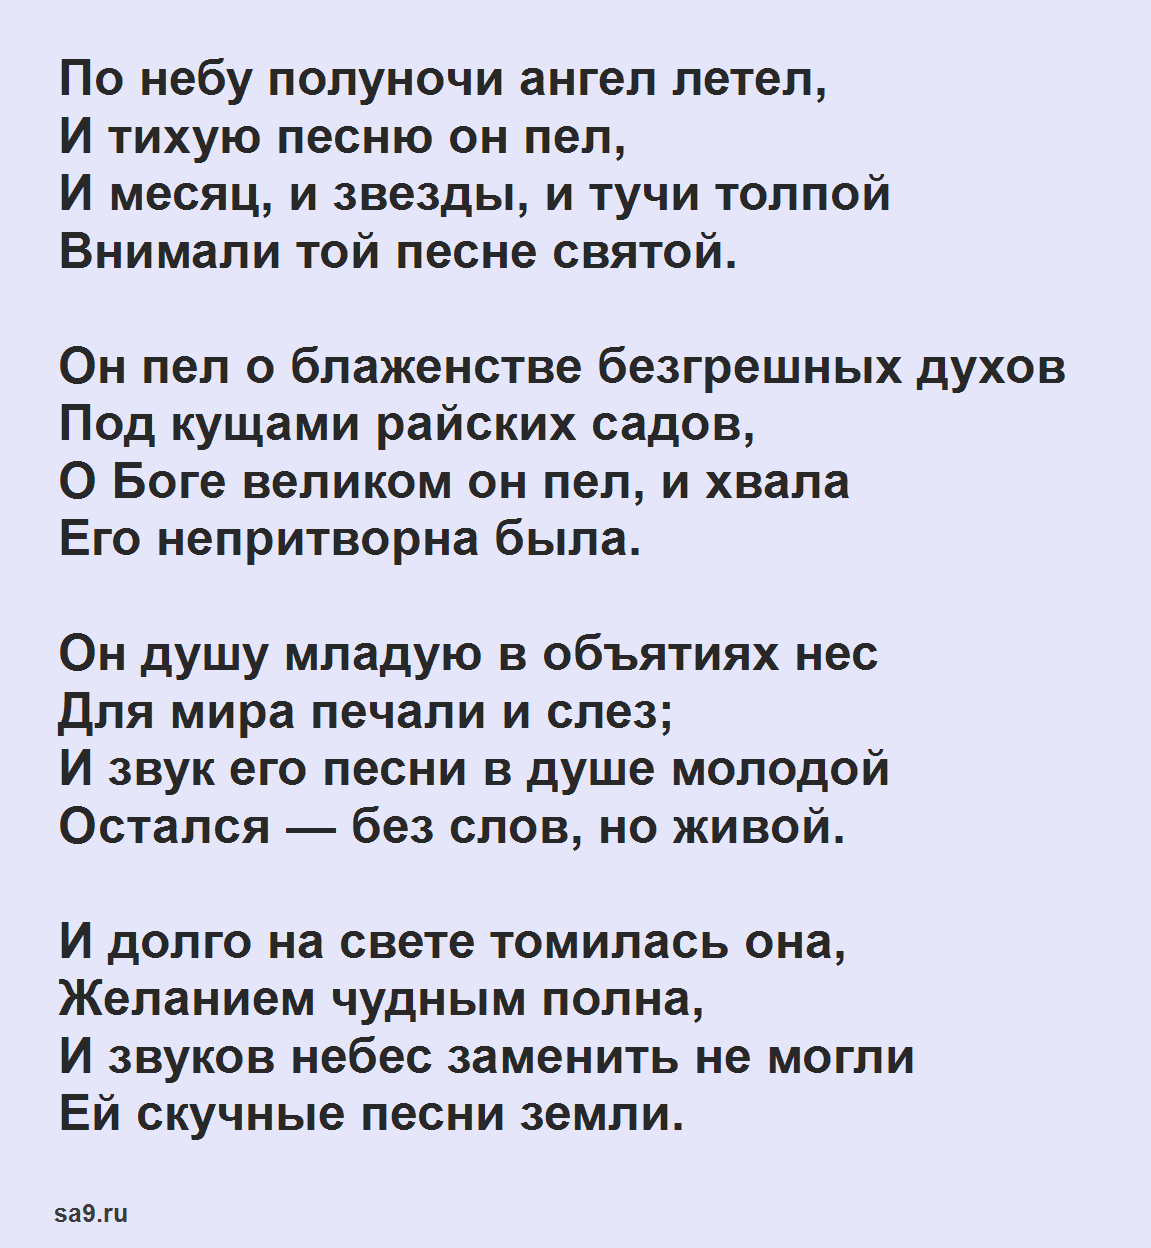 По небу полуночи ангел летел,
И тихую песню он пел,
И месяц, и звезды, и тучи толпой
Внимали той песне святой.

Он пел о блаженстве безгрешных духов
Под кущами райских садов,
О Боге великом он пел, и хвала
Его непритворна была.

Он душу младую в объятиях нес
Для мира печали и слез;
И звук его песни в душе молодой
Остался — без слов, но живой.

И долго на свете томилась она,
Желанием чудным полна,
И звуков небес заменить не могли
Ей скучные песни земли.

sa9.ru